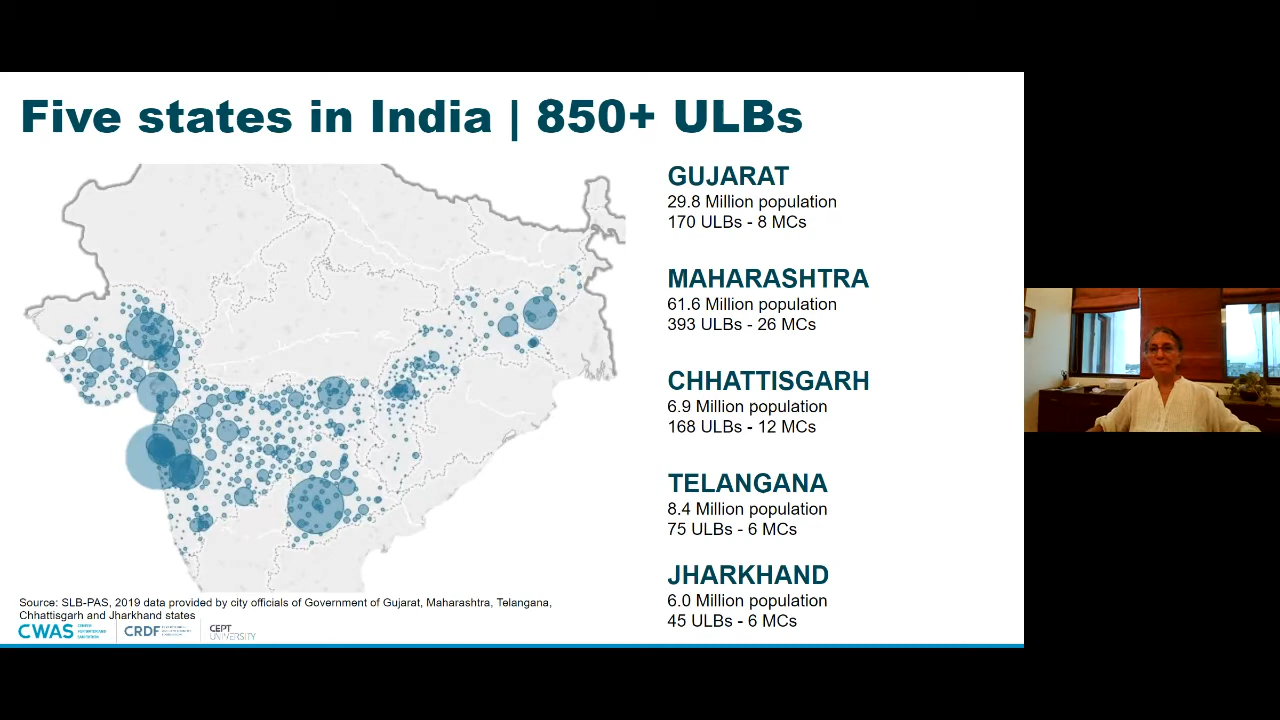 Five states in India | 850+ ULBs
GUJARAT
29.8 Million population
170 ULBs - 8 MCs
MAHARASHTRA
61.6 Million population
393 ULBs - 26 MCs
CHHATTISGARH
6.9 Million population
168 ULBs - 12 MCs
TELANGANA
8.4 Million population
75 ULBs - 6 MCs
JHARKHAND
6.0 Million population
45 ULBs - 6 MCs
Source: SLB-PAS, 2019 data provided by city officials of Government of Gujarat, Maharashtra, Telangana,
Chhattisgarh and Jharkhand states
CWAS
CRDF
CEPT
UNIVERSITY